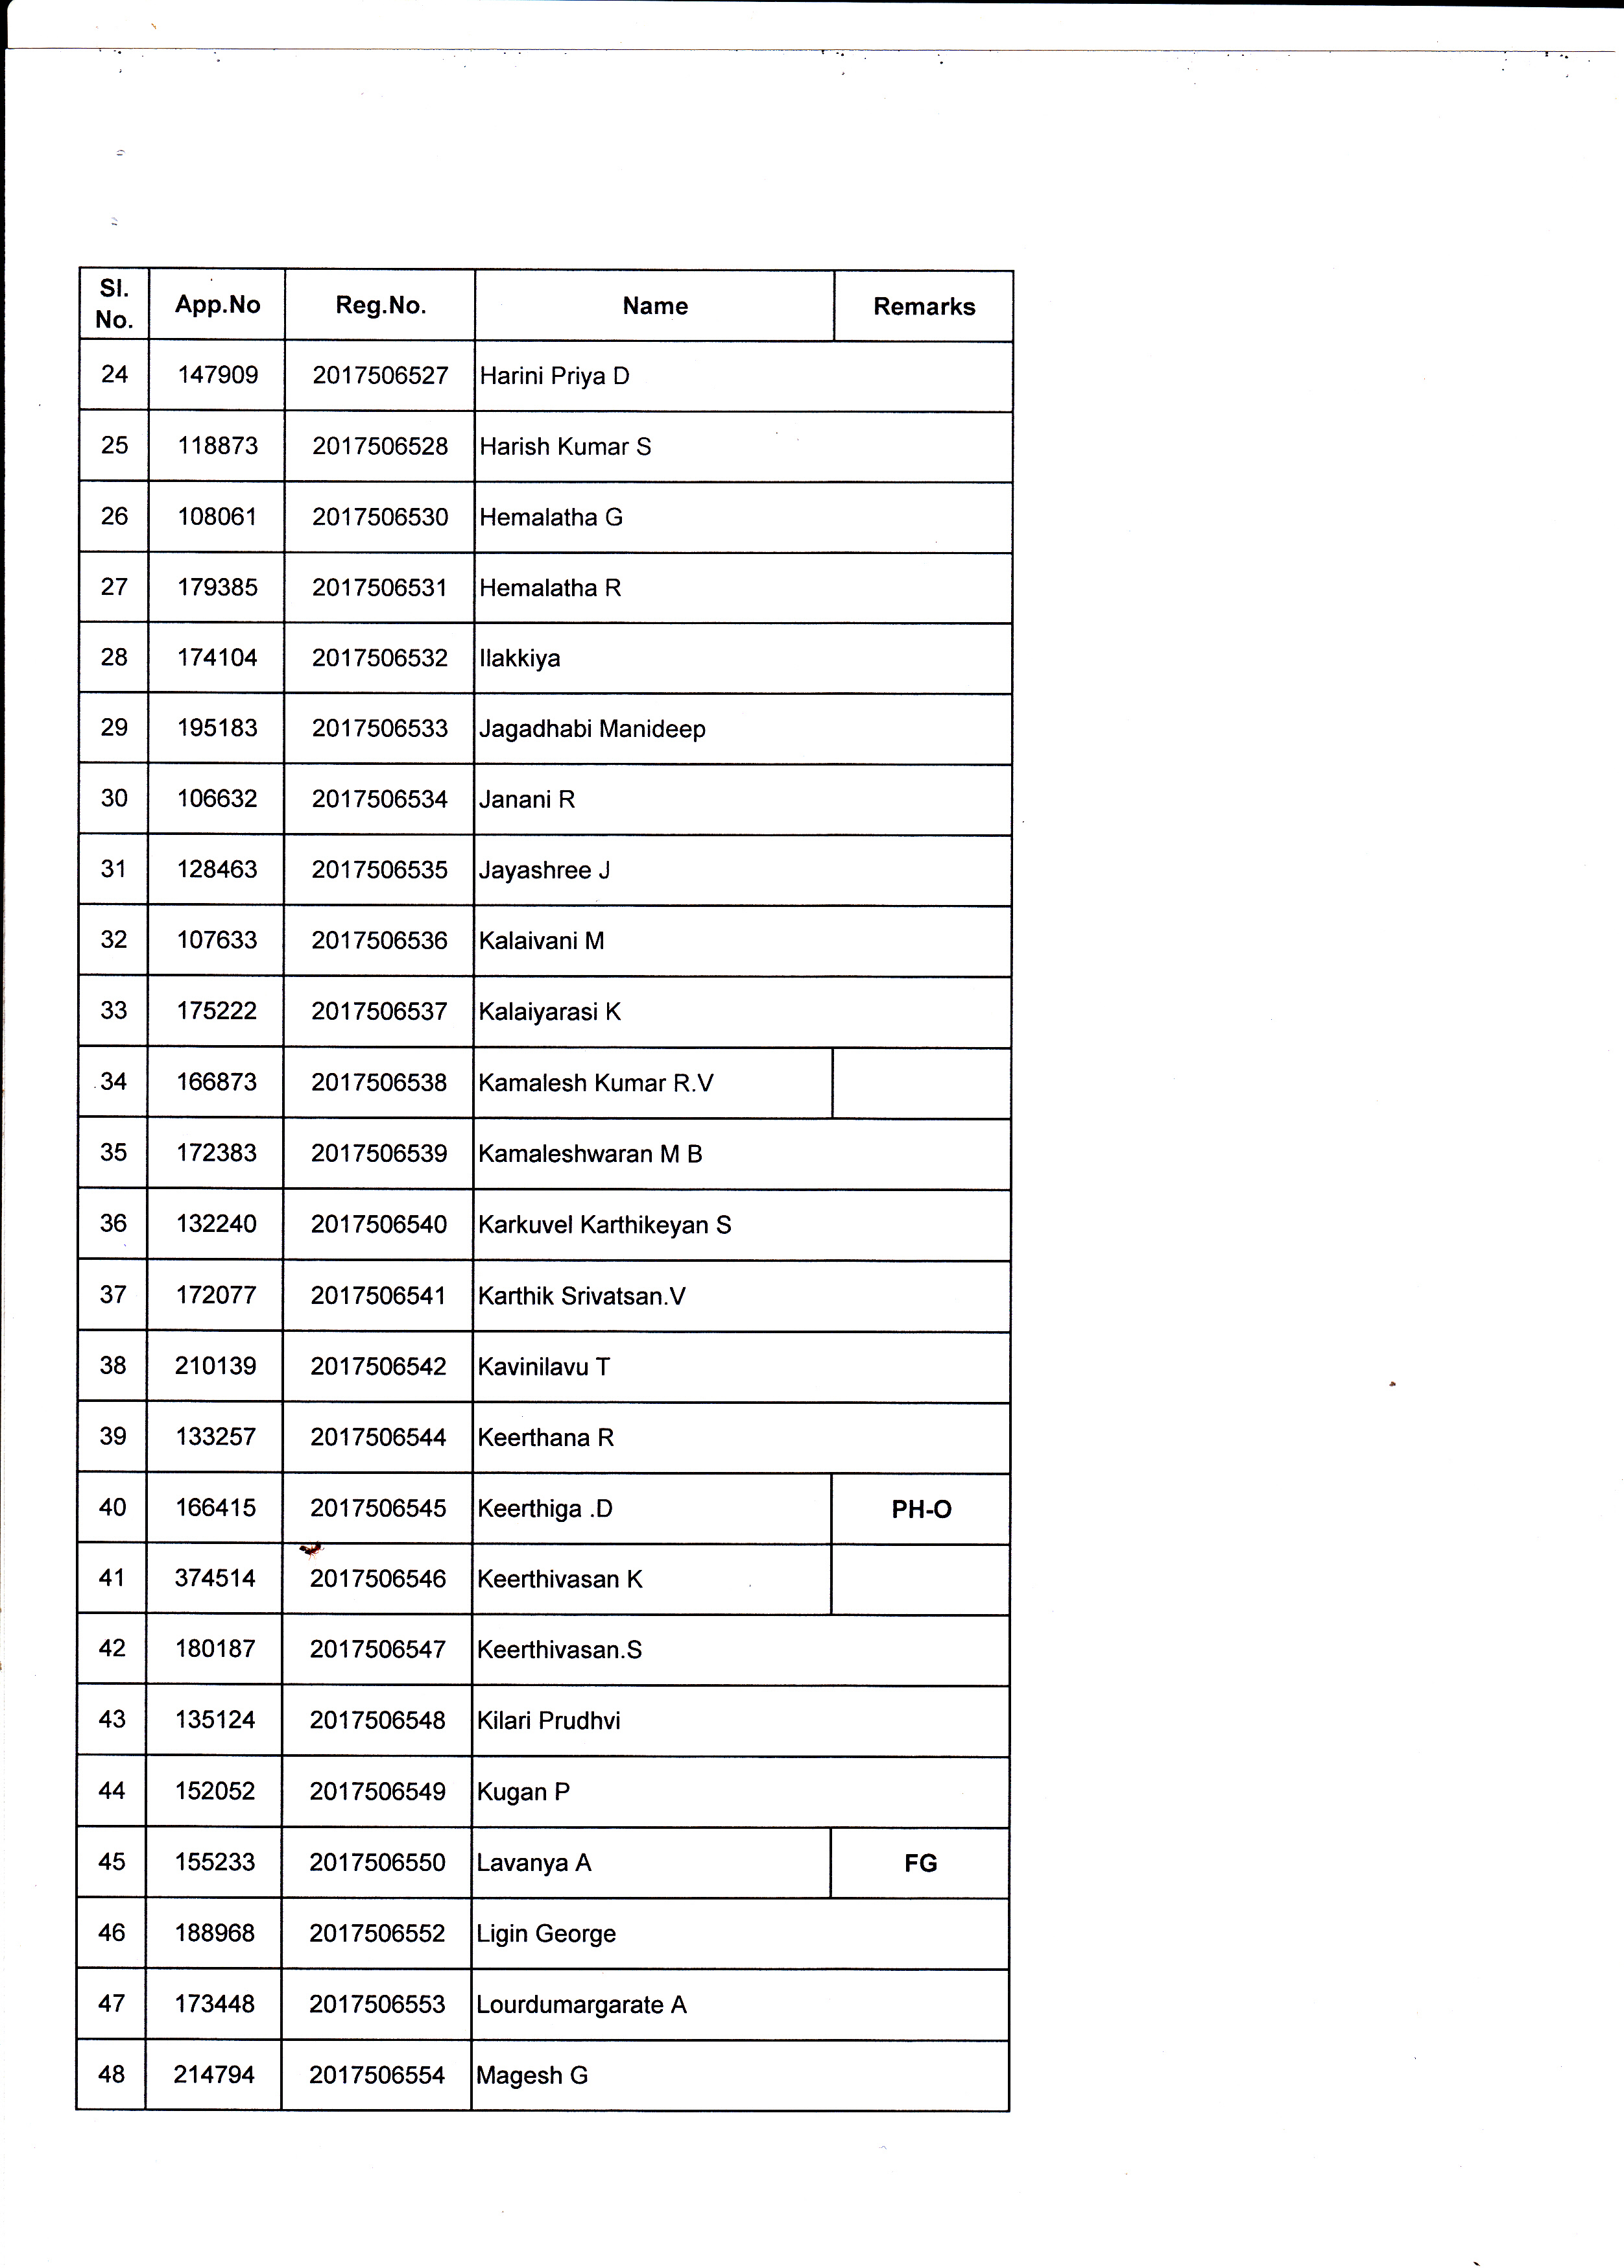 Sl. No. App.No Reg.No. Name Remarks
24 147909 2017506527 Harini Priya D
25 118873 2017506528 Harish Kumar S
26 108061 2017506530 Hemalatha G
27 179385 2017506531 Hemalatha R
28 174104 2017506532 Ilakkiya
29 195183 2017506533 Jagadhabi Manideep
30 106632 2017506534 Janani R
31 128463 2017506535 Jayashree J
32 107633 2017506536 Kalaivani M
33 175222 2017506537 Kalaiyarasi K
34 166873 2017506538 Kamalesh Kumar R.V
35 172383 2017506539 Kamaleshwaran M B
36 132240 2017506540 Karkuvel Karthikeyan S
37 172077 2017506541 Karthik Srivatsan.V
38 210139 2017506542 Kavinilavu T
39 133257 2017506544 Keerthana R
40 166415 2017506545 Keerthiga .D PH-O
41 374514 2017506546 Keerthivasan K
42 180187 2017506547 Keerthivasan.S
43 135124 2017506548 Kilari Prudhvi
44 152052 2017506549 Kugan P
45 155233 2017506550 Lavanya A FG
46 188968 2017506552 Ligin George
47 173448 2017506553 Lourdumargarate A
48 214794 2017506554 Magesh G